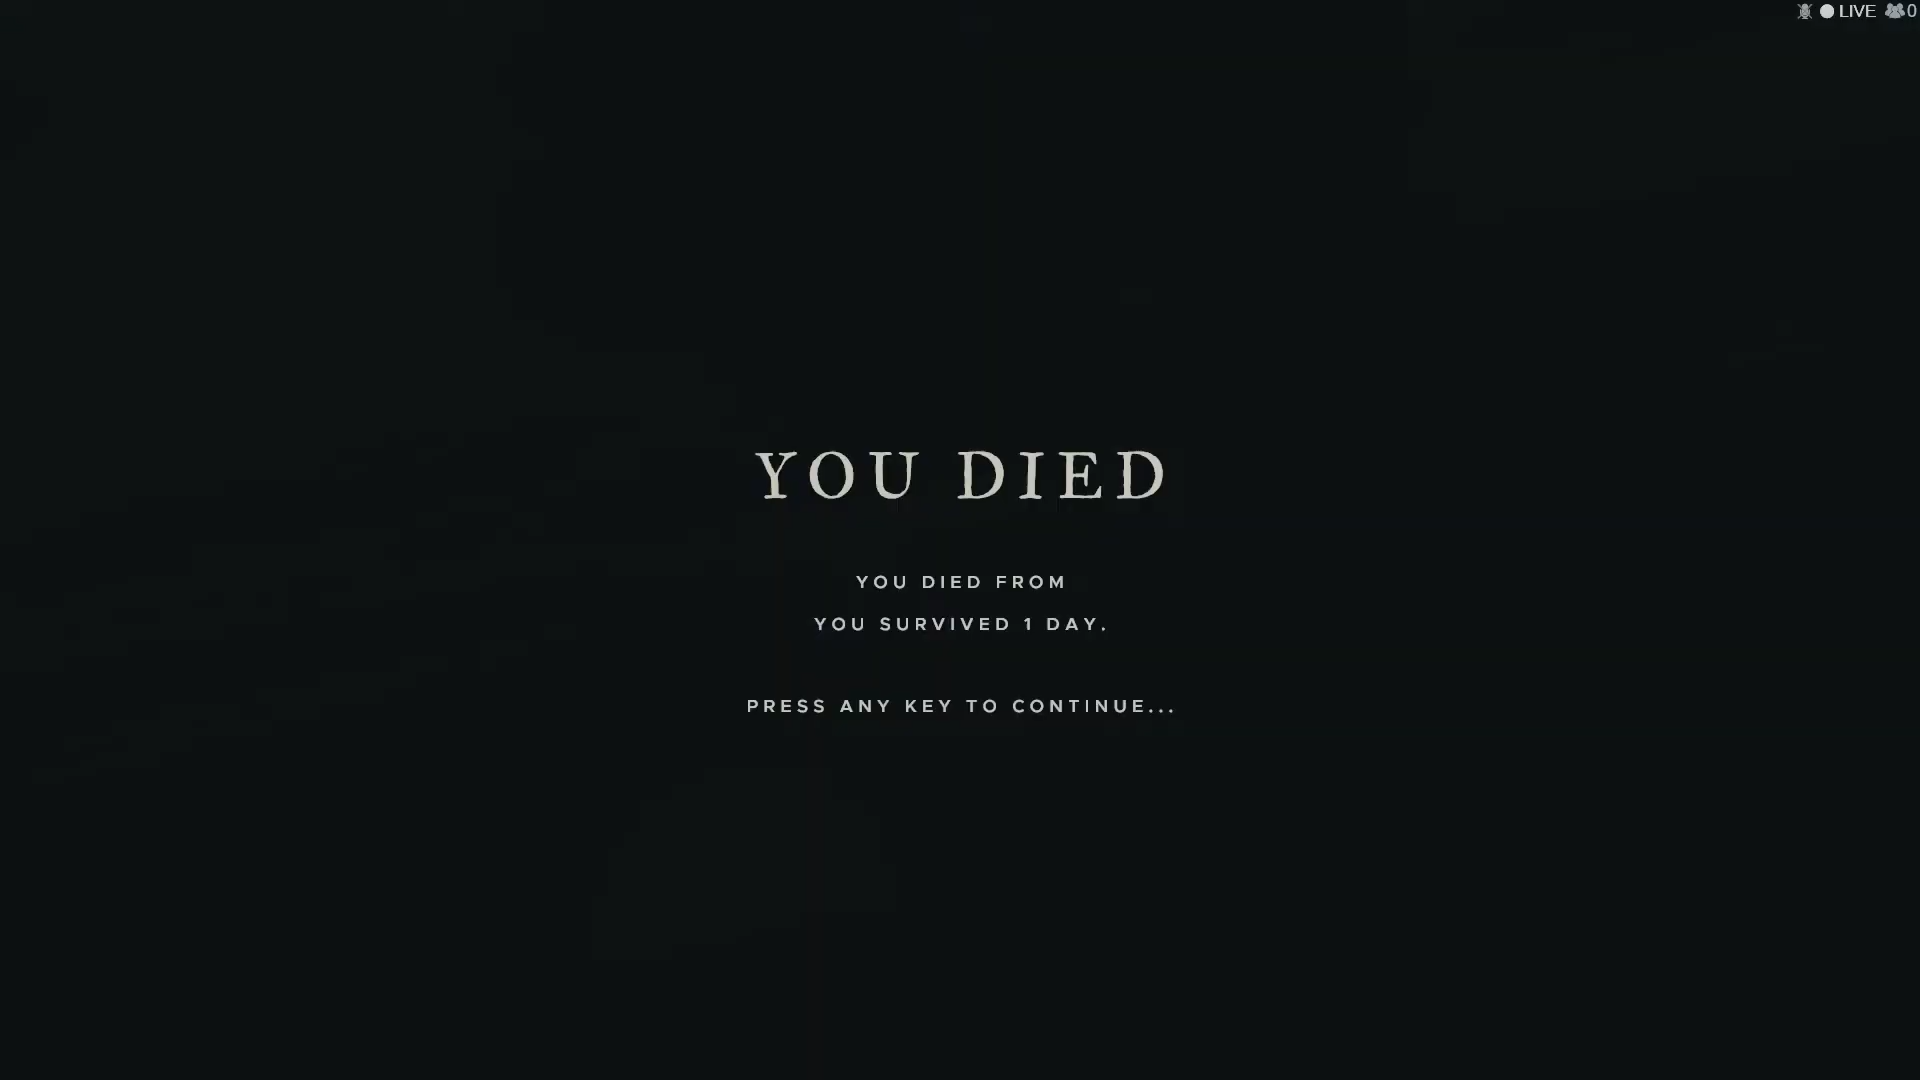 LIVE 0
YOU DIED
YOU DIED FROM
YOU SURVIVED 1 DAY.
PRESS ANY KEY TO CONTINUE...